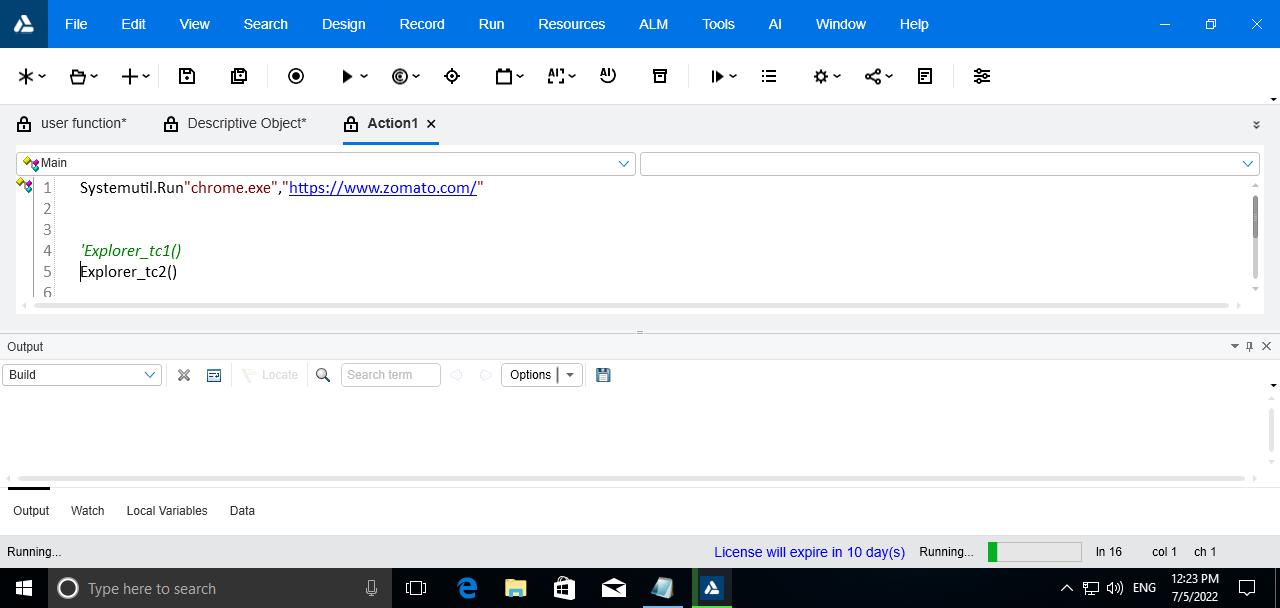 File Edit View Search Design Record Run Resources ALM Tools AI Window Help
user function* Descriptive Object* Action1
Main
1 Systemutil.Run"chrome.exe","https://www.zomato.com/"
2
3
4 'Explorer_tc1()
5 Explorer_tc2()
6
Output
Build Locate Search term Options
Output Watch Local Variables Data
Running... License will expire in 10 day(s) Running... ln 16 col 1 ch 1
Type here to search ENG 12:23 PM
7/5/2022